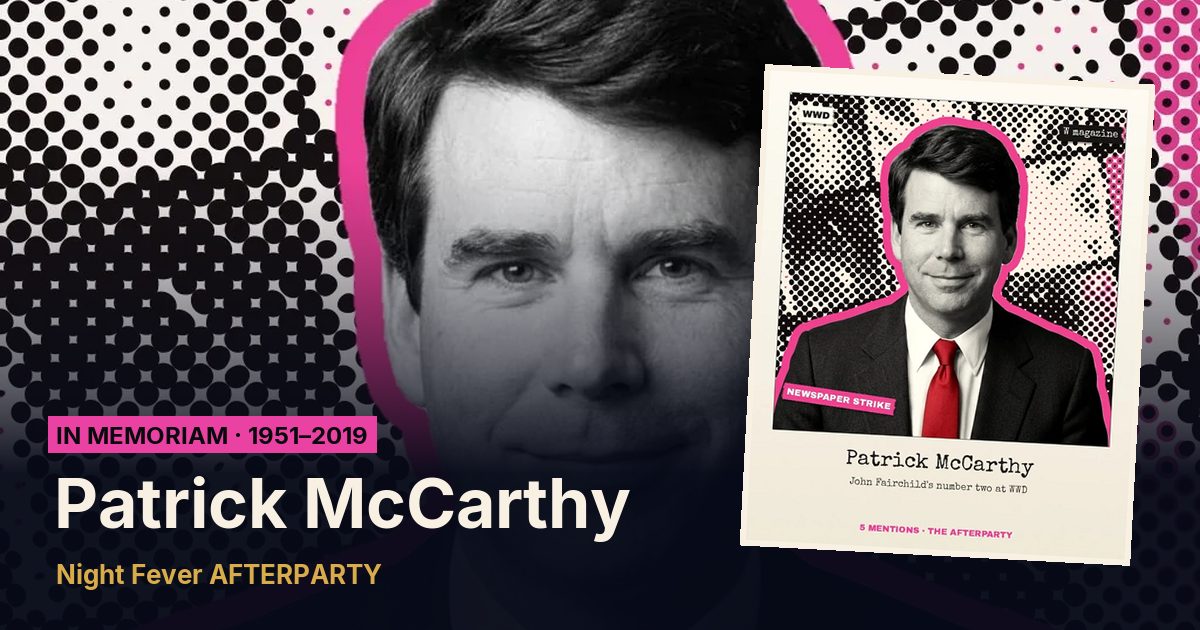 IN MEMORIAM · 1951–2019
Patrick McCarthy
Night Fever AFTERPARTY
WWD
W magazine
NEWSPAPER STRIKE
Patrick McCarthy
John Fairchild's number two at WWD
5 MENTIONS · THE AFTERPARTY